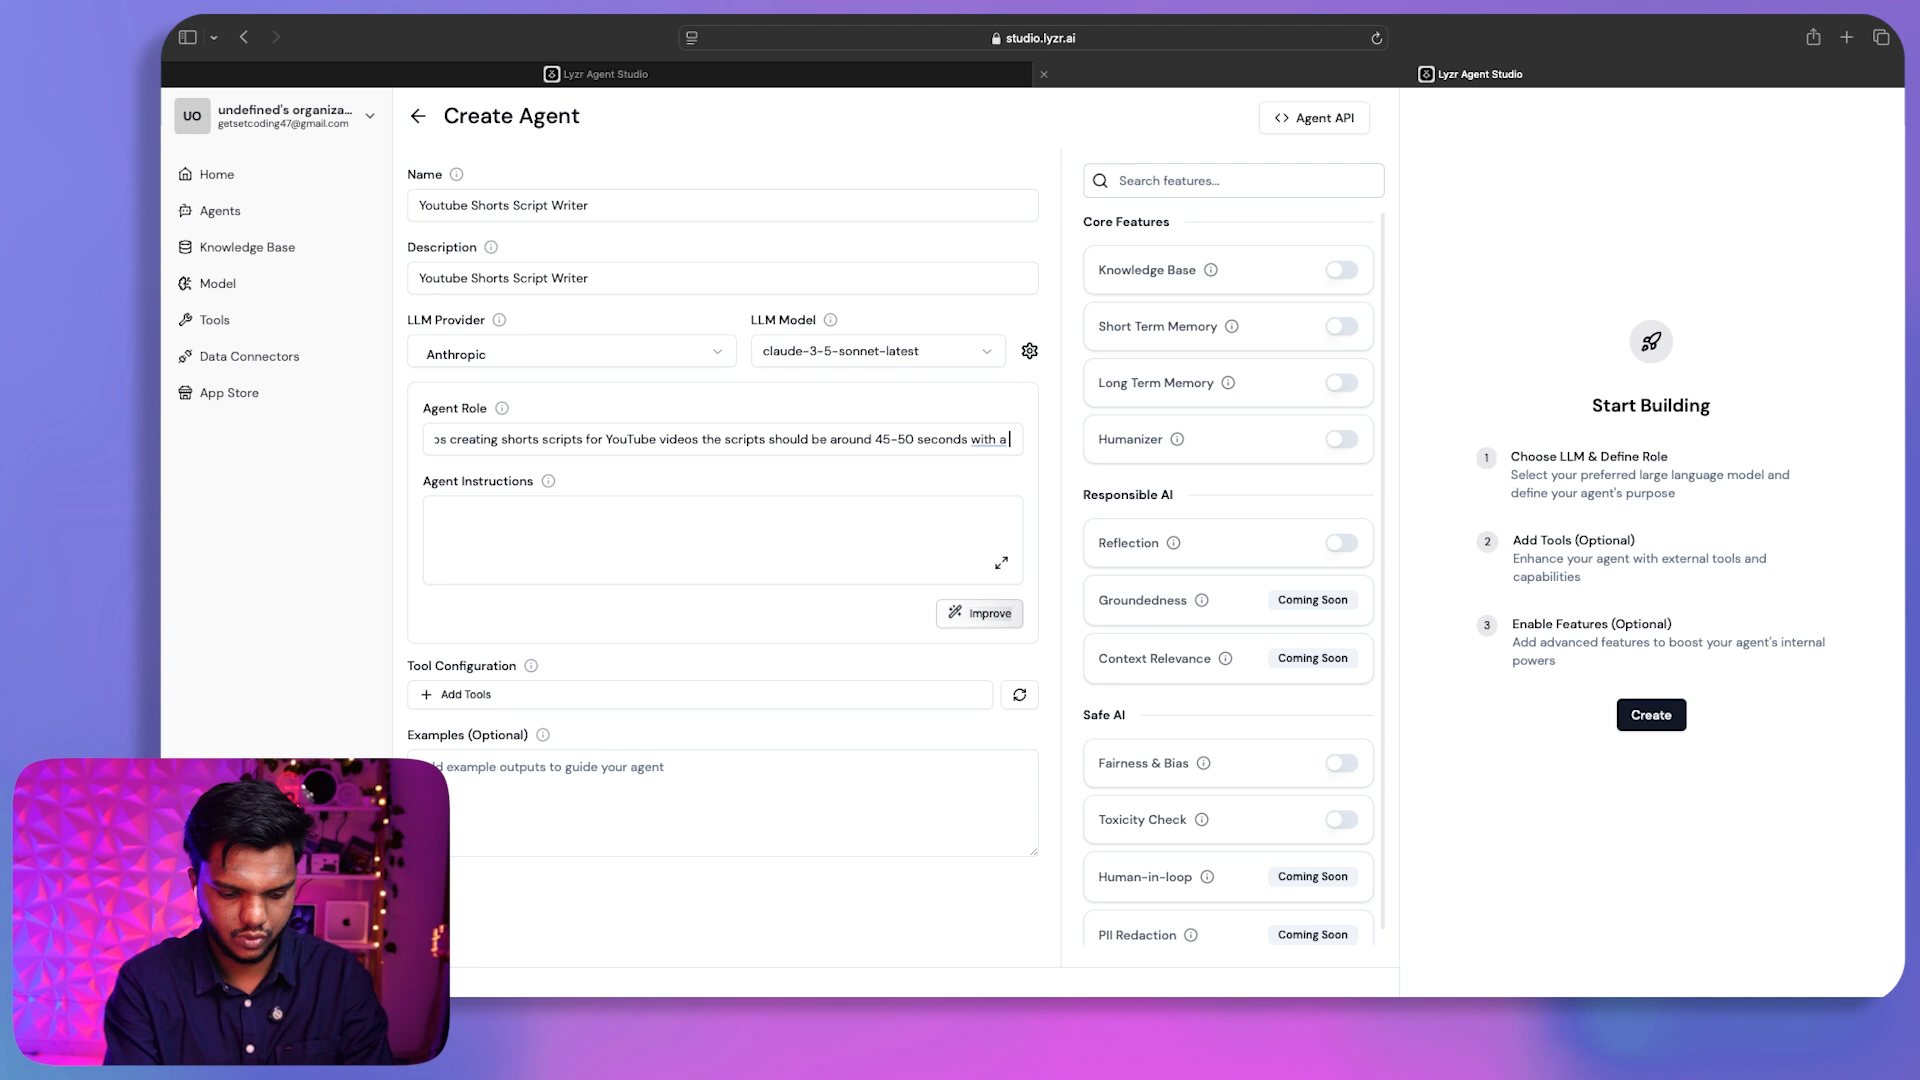 studio.lyzr.ai
Lyzr Agent Studio
Lyzr Agent Studio
UO
undefined's organiza...
getsetcoding47@gmail.com
Home
Agents
Knowledge Base
Model
Tools
Data Connectors
App Store
Create Agent
Agent API
Name
Youtube Shorts Script Writer
Description
Youtube Shorts Script Writer
LLM Provider
LLM Model
Anthropic
claude-3-5-sonnet-latest
Agent Role
os creating shorts scripts for YouTube videos the scripts should be around 45-50 seconds with a
Agent Instructions
Improve
Tool Configuration
Add Tools
Examples (Optional)
d example outputs to guide your agent
Search features...
Core Features
Knowledge Base
Short Term Memory
Long Term Memory
Humanizer
Responsible AI
Reflection
Groundedness
Coming Soon
Context Relevance
Coming Soon
Safe AI
Fairness & Bias
Toxicity Check
Human-in-loop
Coming Soon
PII Redaction
Coming Soon
Start Building
1
Choose LLM & Define Role
Select your preferred large language model and
define your agent's purpose
2
Add Tools (Optional)
Enhance your agent with external tools and
capabilities
3
Enable Features (Optional)
Add advanced features to boost your agent's internal
powers
Create